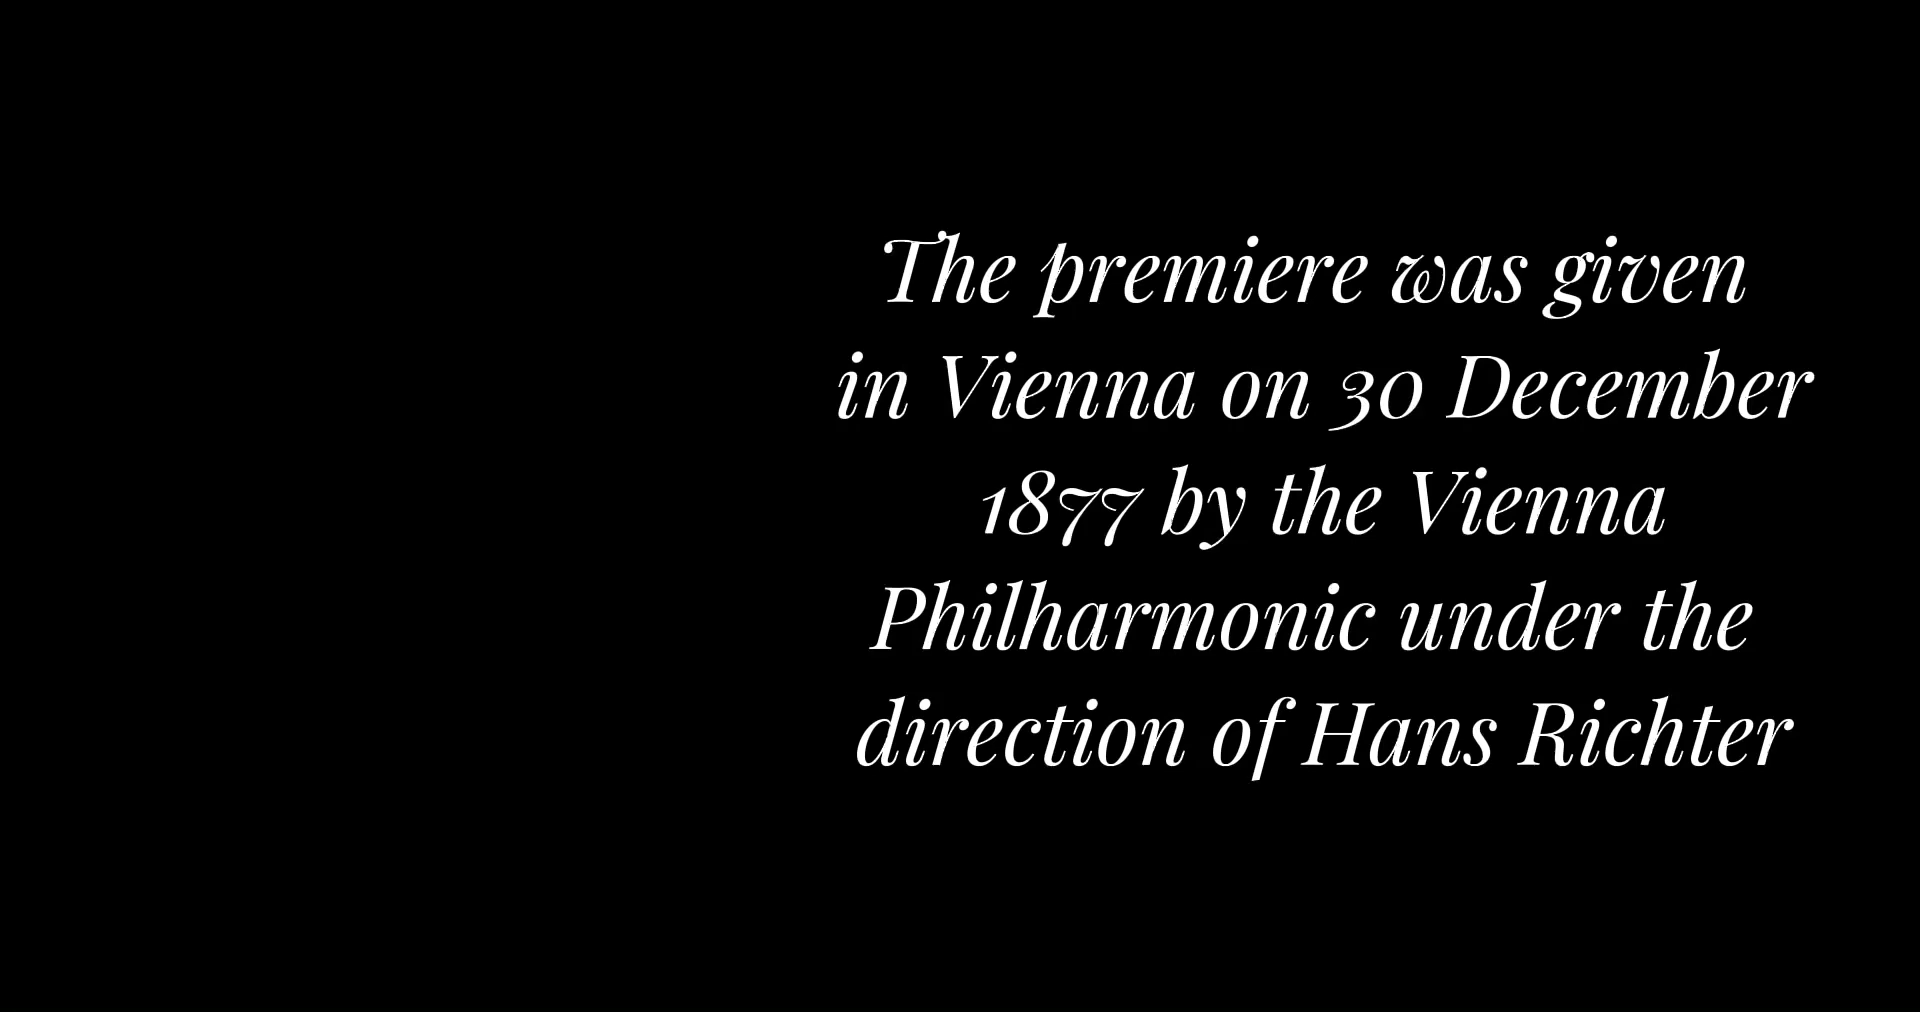 The premiere was given
in Vienna on 30 December
1877 by the Vienna
Philharmonic under the
direction of Hans Richter